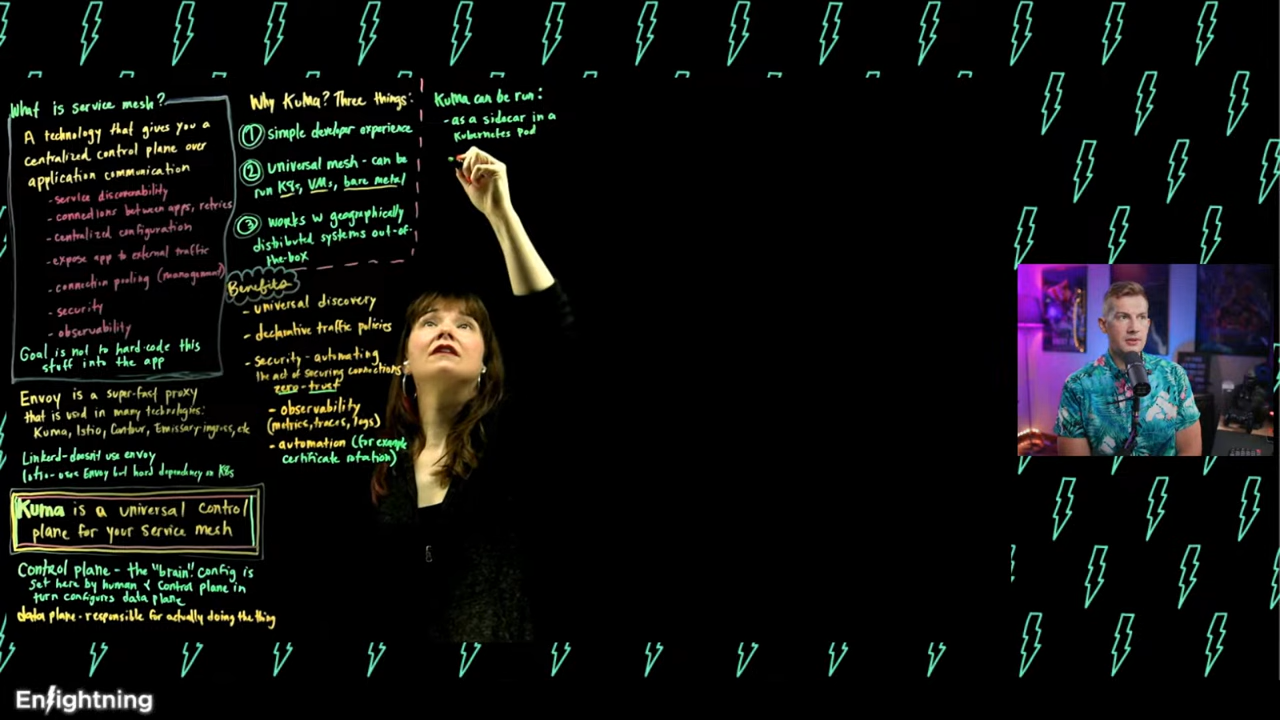 What is service mesh?
A technology that gives you a
centralized control plane over
application communication
- service discoverability
- connections between apps, retries
- centralized configuration
- expose app to external traffic
- connection pooling (management)
- security
- observability
Goal is not to hard-code this
stuff into the app
Envoy is a super-fast proxy
that is used in many technologies:
Kuma, Istio, Contour, Emissary-ingress, etc
Linkerd - doesn't use envoy
Istio - uses Envoy but hard dependency on K8s
Kuma is a universal control
plane for your service mesh
Control plane - the "brain". Config is
set here by human & control plane in
turn configures data plane
data plane - responsible for actually doing the thing
Why Kuma? Three things:
① simple developer experience
② universal mesh - can be
run K8s, VMs, bare metal
③ works w geographically
distibuted systems out-of-
the-box
Benefits
- universal discovery
- declarative traffic policies
- security - automating
the act of securing connections
zero-trust
- observability
(metrics, traces, logs)
- automation (for example
certificate rotation)
Kuma can be run:
- as a sidecar in a
Kubernetes pod
-
Enlightning